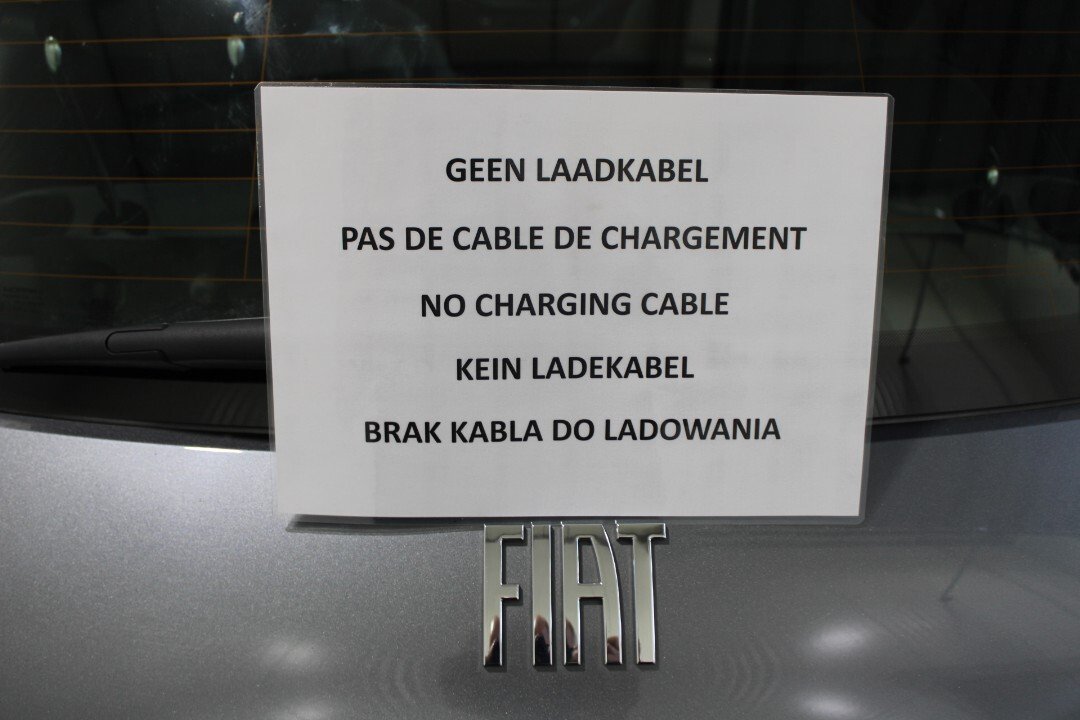 GEEN LAADKABEL
PAS DE CABLE DE CHARGEMENT
NO CHARGING CABLE
KEIN LADEKABEL
BRAK KABLA DO LADOWANIA
FIAT